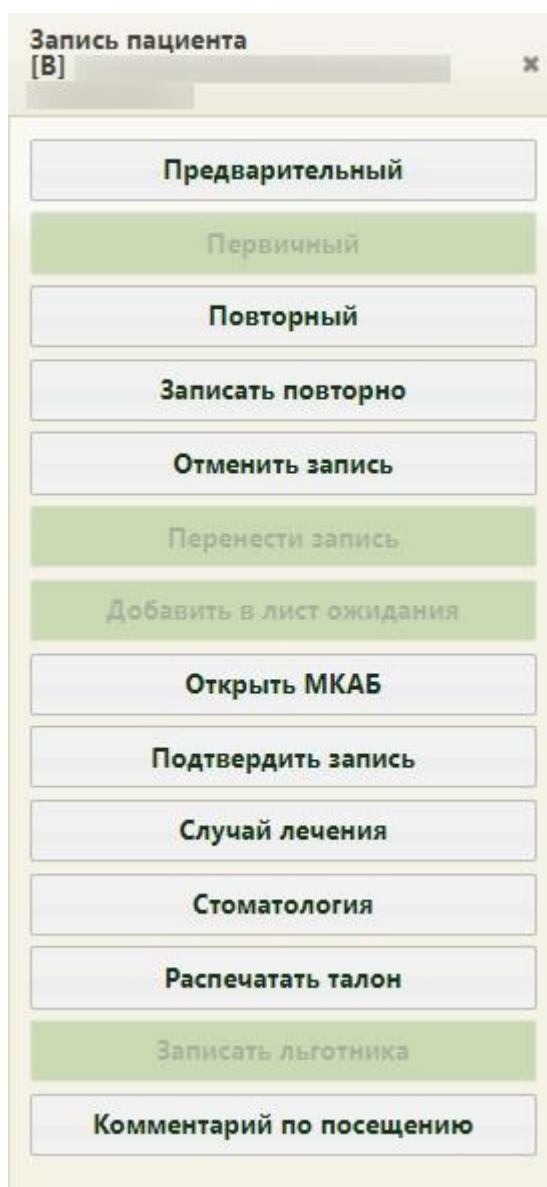 Запись пациента
[В]
Предварительный
Первичный
Повторный
Записать повторно
Отменить запись
Перенести запись
Добавить в лист ожидания
Открыть МКАБ
Подтвердить запись
Случай лечения
Стоматология
Распечатать талон
Записать льготника
Комментарий по посещению